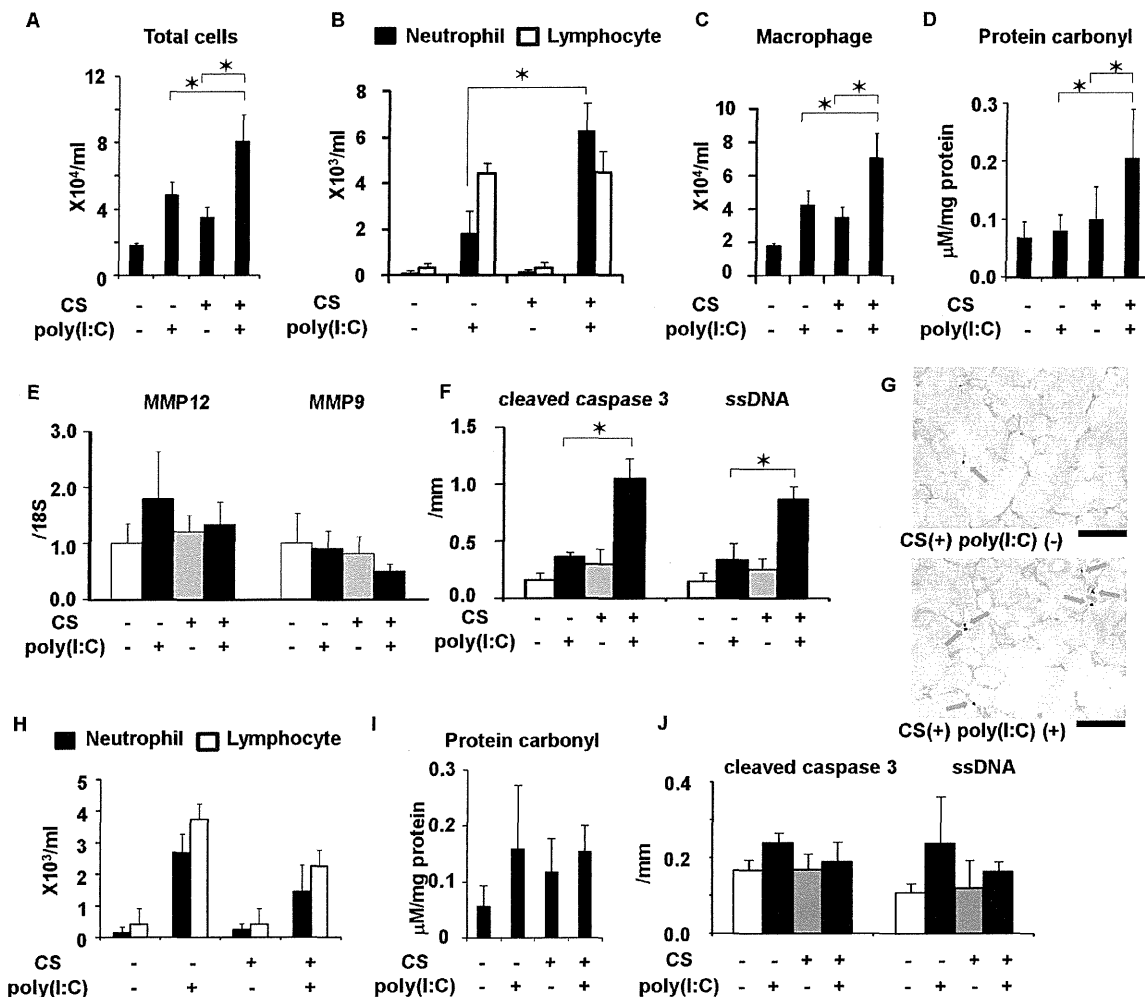 A
Total cells
*
*
12
8
4
0
X10⁴/ml
CS - - + +
poly(I:C) - + - +
B
Neutrophil Lymphocyte
*
8
6
4
2
0
X10³/ml
CS - - + +
poly(I:C) - + - +
C
Macrophage
*
*
10
8
6
4
2
0
X10⁴/ml
CS - - + +
poly(I:C) - + - +
D
Protein carbonyl
*
*
0.3
0.2
0.1
0.0
µM/mg protein
CS - - + +
poly(I:C) - + - +
E
MMP12 MMP9
3.0
2.0
1.0
0.0
/18S
CS - - + + - - + +
poly(I:C) - + - + - + - +
F
cleaved caspase 3 ssDNA
*
*
1.5
1.0
0.5
0.0
/mm
CS - - + + - - + +
poly(I:C) - + - + - + - +
G
CS(+) poly(I:C) (-)
CS(+) poly(I:C) (+)
H
Neutrophil Lymphocyte
5
4
3
2
1
0
X10³/ml
CS - - + +
poly(I:C) - + - +
I
Protein carbonyl
0.3
0.2
0.1
0.0
µM/mg protein
CS - - + +
poly(I:C) - + - +
J
cleaved caspase 3 ssDNA
0.4
0.2
0.0
/mm
CS - - + + - - + +
poly(I:C) - + - + - + - +